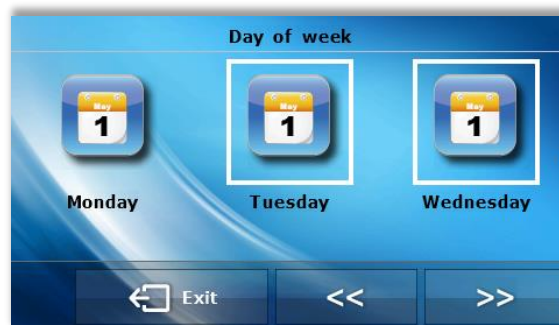 Day of week
May May May
1 1 1
Monday Tuesday Wednesday
Exit << >>